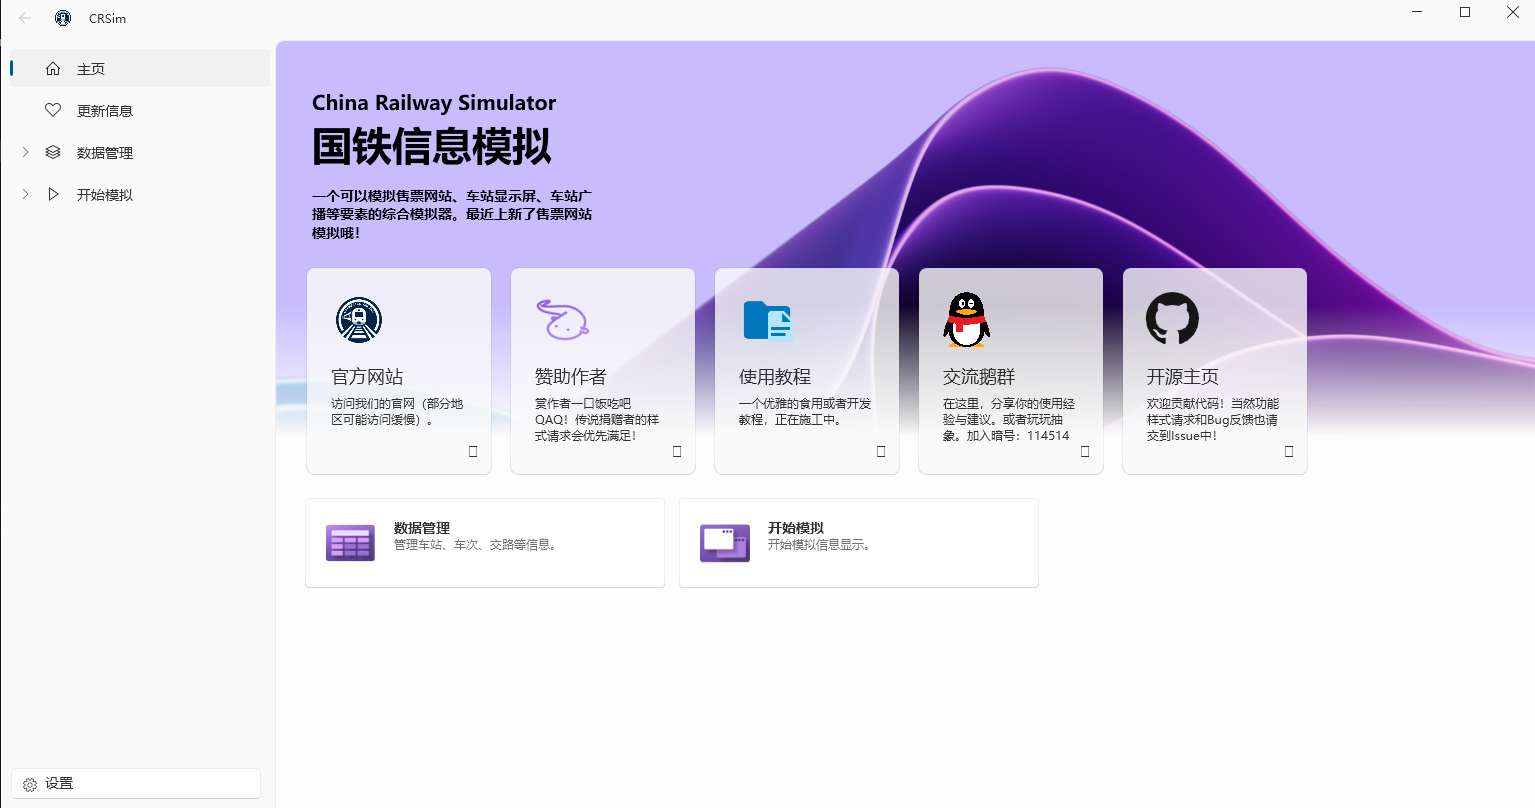 CRSim
主页
更新信息
数据管理
开始模拟
China Railway Simulator
国铁信息模拟
一个可以模拟售票网站、车站显示屏、车站广
播等要素的综合模拟器。最近上新了售票网站
模拟哦！
官方网站
访问我们的官网（部分地
区可能访问缓慢）。
赞助作者
赏作者一口饭吃吧
QAQ！传说捐赠者的样
式请求会优先满足！
使用教程
一个优雅的食用或者开发
教程，正在施工中。
交流鹅群
在这里，分享你的使用经
验与建议。或者玩玩抽
象。加入暗号：114514
开源主页
欢迎贡献代码！当然功能
样式请求和Bug反馈也请
交到Issue中！
数据管理
管理车站、车次、交路等信息。
开始模拟
开始模拟信息显示。
设置